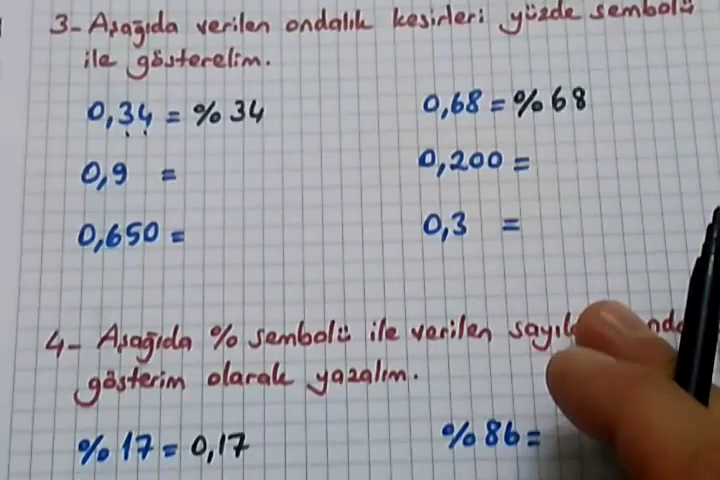 3- Aşağıda verilen ondalık kesirleri yüzde sembolü
ile gösterelim.
0,34 = %34
0,68 = %68
0,9 =
0,200 =
0,650 =
0,3 =
4- Aşağıda % sembolü ile verilen
gösterim olarak yazalım.
%17 = 0,17
%86 =